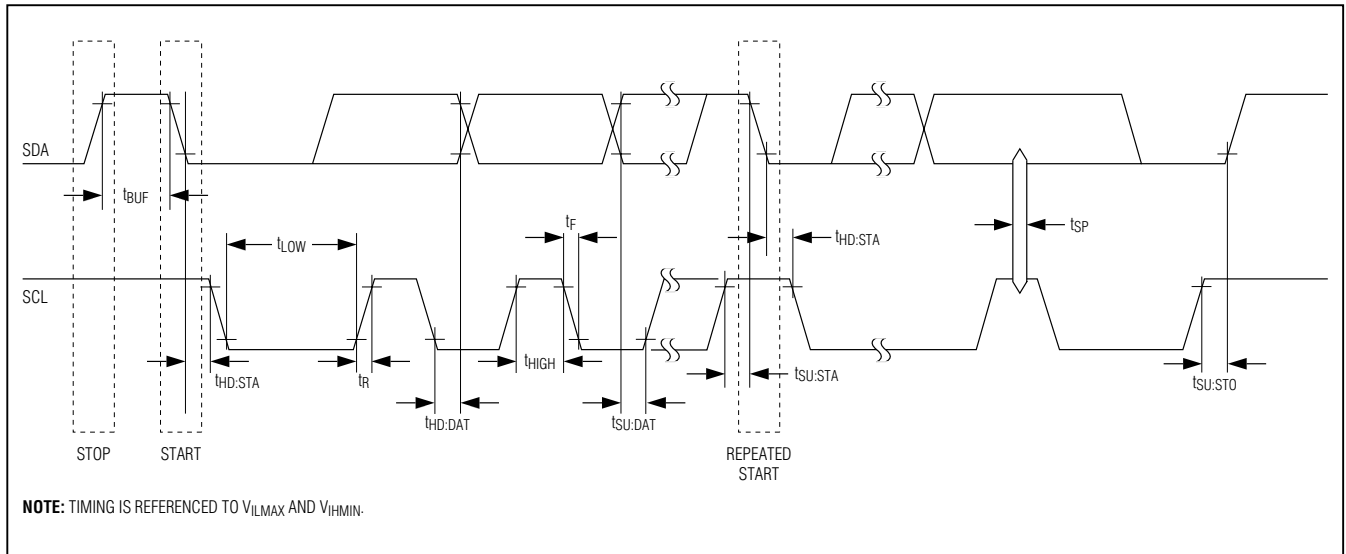 SDA
tBUF
tF
tLOW
tHD:STA
tSP
SCL
tHD:STA
tR
tHIGH
tSU:STA
tSU:STO
tHD:DAT
tSU:DAT
STOP
START
REPEATED
START
NOTE: TIMING IS REFERENCED TO VILMAX AND VIHMIN.